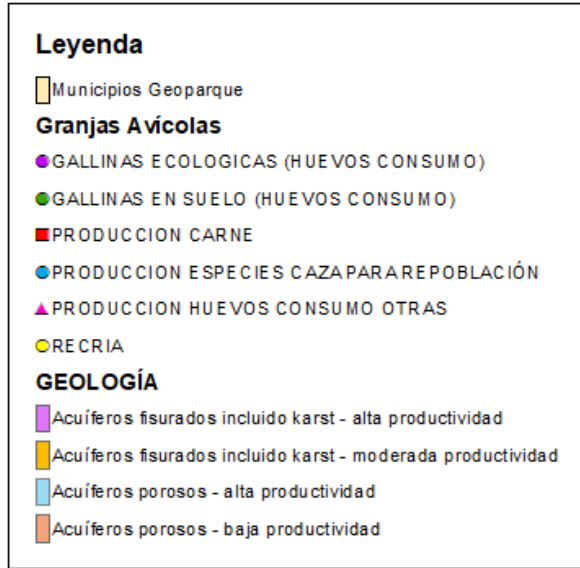 Leyenda
Municipios Geoparque
Granjas Avícolas
GALLINAS ECOLOGICAS (HUEVOS CONSUMO)
GALLINAS EN SUELO (HUEVOS CONSUMO)
PRODUCCION CARNE
PRODUCCION ESPECIES CAZA PARA REPOBLACIÓN
PRODUCCION HUEVOS CONSUMO OTRAS
RECRIA
GEOLOGÍA
Acuíferos fisurados incluido karst - alta productividad
Acuíferos fisurados incluido karst - moderada productividad
Acuíferos porosos - alta productividad
Acuíferos porosos - baja productividad